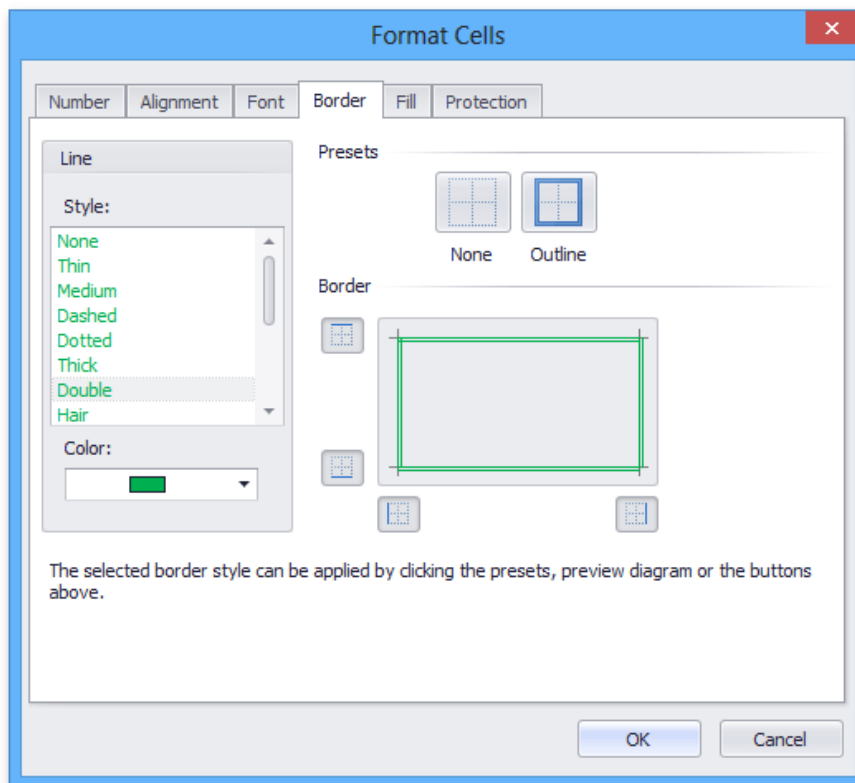 Format Cells
Number Alignment Font Border Fill Protection
Line
Style:
None
Thin
Medium
Dashed
Dotted
Thick
Double
Hair
Color:
Presets
None Outline
Border
The selected border style can be applied by clicking the presets, preview diagram or the buttons
above.
OK Cancel